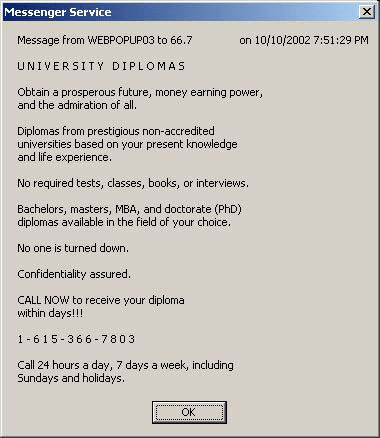 Messenger Service
Message from WEBPOPUP03 to 66.7 on 10/10/2002 7:51:29 PM
U N I V E R S I T Y  D I P L O M A S
Obtain a prosperous future, money earning power,
and the admiration of all.
Diplomas from prestigious non-accredited
universities based on your present knowledge
and life experience.
No required tests, classes, books, or interviews.
Bachelors, masters, MBA, and doctorate (PhD)
diplomas available in the field of your choice.
No one is turned down.
Confidentiality assured.
CALL NOW to receive your diploma
within days!!!
1 - 6 1 5 - 3 6 6 - 7 8 0 3
Call 24 hours a day, 7 days a week, including
Sundays and holidays.
OK